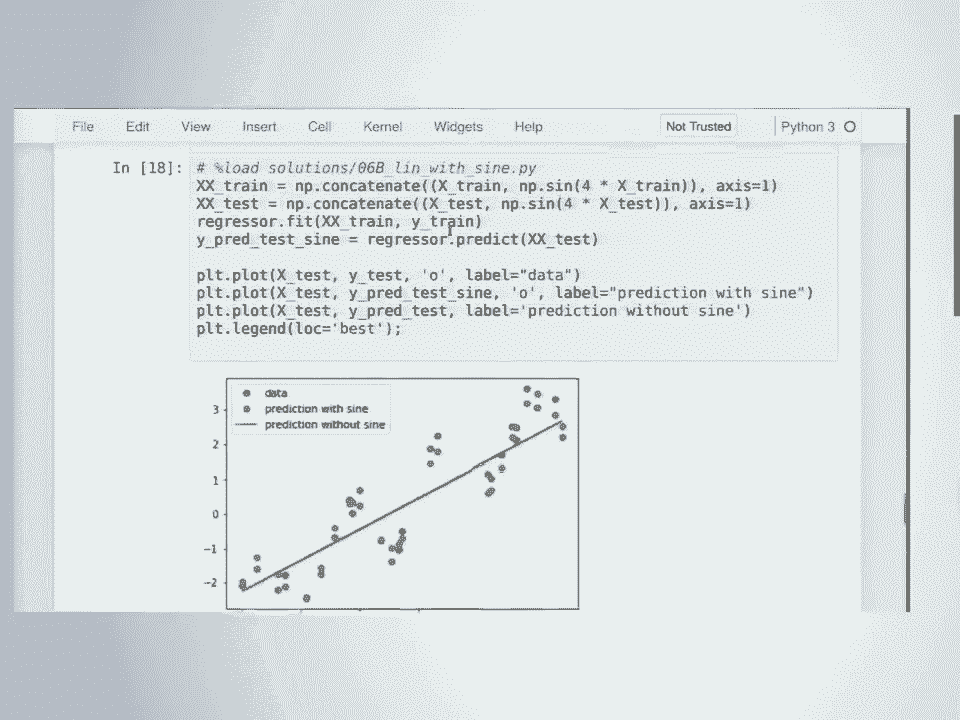 File Edit View Insert Cell Kernel Widgets Help Not Trusted Python 3
In [18]: # %load solutions/06B_lin_with_sine.py
XX_train = np.concatenate((X_train, np.sin(4 * X_train)), axis=1)
XX_test = np.concatenate((X_test, np.sin(4 * X_test)), axis=1)
regressor.fit(XX_train, y_train)
y_pred_test_sine = regressor.predict(XX_test)
plt.plot(X_test, y_test, 'o', label="data")
plt.plot(X_test, y_pred_test_sine, 'o', label="prediction with sine")
plt.plot(X_test, y_pred_test, label='prediction without sine')
plt.legend(loc='best');
data
prediction with sine
prediction without sine
3
2
1
0
−1
−2